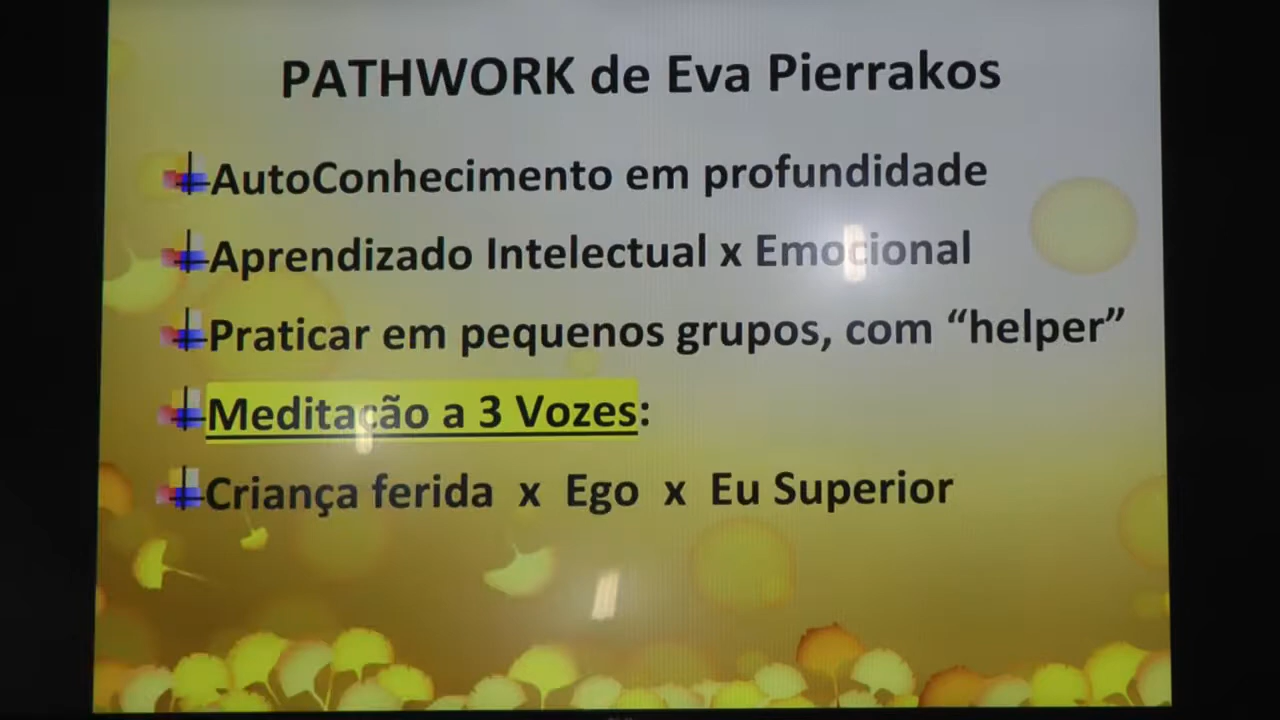 PATHWORK de Eva Pierrakos
AutoConhecimento em profundidade
Aprendizado Intelectual x Emocional
Praticar em pequenos grupos, com “helper”
Meditação a 3 Vozes:
Criança ferida x Ego x Eu Superior